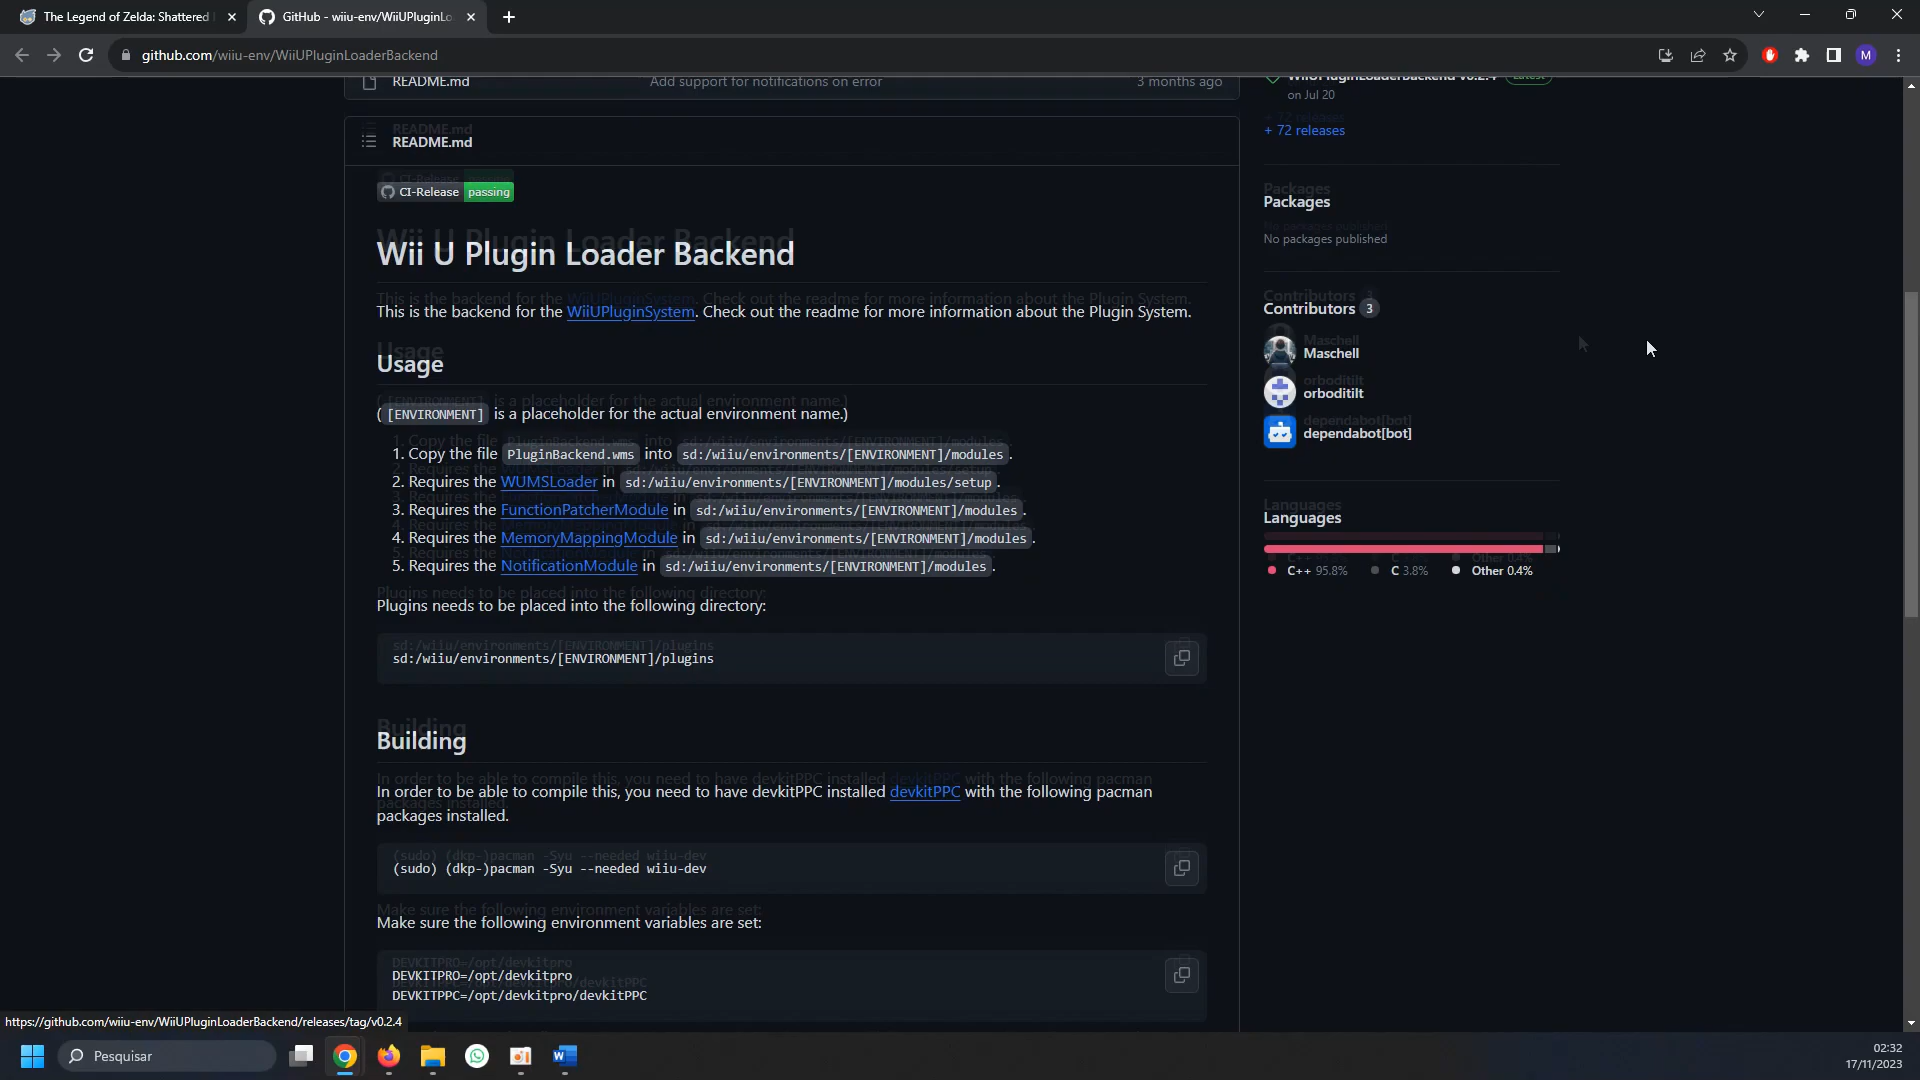 The Legend of Zelda: Shattered
GitHub - wiiu-env/WiiUPluginLo
github.com/wiiu-env/WiiUPluginLoaderBackend
M
README.md Add support for notifications on error 3 months ago
README.md
CI-Release passing
Wii U Plugin Loader Backend
This is the backend for the WiiUPluginSystem. Check out the readme for more information about the Plugin System.
Usage
( [ENVIRONMENT] is a placeholder for the actual environment name.)
1. Copy the file PluginBackend.wms into sd:/wiiu/environments/[ENVIRONMENT]/modules .
2. Requires the WUMSLoader in sd:/wiiu/environments/[ENVIRONMENT]/modules/setup .
3. Requires the FunctionPatcherModule in sd:/wiiu/environments/[ENVIRONMENT]/modules .
4. Requires the MemoryMappingModule in sd:/wiiu/environments/[ENVIRONMENT]/modules .
5. Requires the NotificationModule in sd:/wiiu/environments/[ENVIRONMENT]/modules .
Plugins needs to be placed into the following directory:
sd:/wiiu/environments/[ENVIRONMENT]/plugins
Building
In order to be able to compile this, you need to have devkitPPC installed devkitPPC with the following pacman
packages installed.
(sudo) (dkp-)pacman -Syu --needed wiiu-dev
Make sure the following environment variables are set:
DEVKITPRO=/opt/devkitpro
DEVKITPPC=/opt/devkitpro/devkitPPC
WiiUPluginLoaderBackend v0.2.4 Latest
on Jul 20
+ 72 releases
Packages
No packages published
Contributors 3
Maschell
orboditilt
dependabot[bot]
Languages
C++ 95.8% C 3.8% Other 0.4%
https://github.com/wiiu-env/WiiUPluginLoaderBackend/releases/tag/v0.2.4
Pesquisar
02:32
17/11/2023